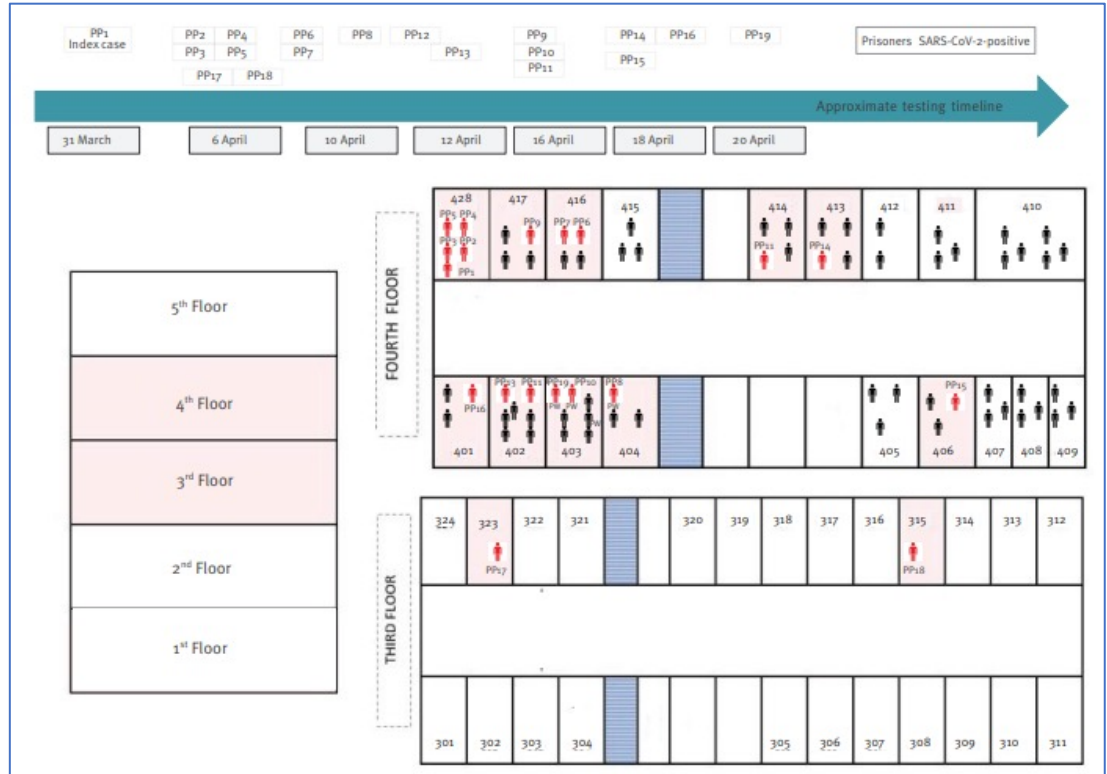 PP1
Index case
PP2 PP4 PP6 PP8 PP12 PP9 PP14 PP16 PP19
PP3 PP5 PP7 PP13 PP10 PP15
PP17 PP18 PP11
Prisoners SARS-CoV-2-positive
Approximate testing timeline
31 March 6 April 10 April 12 April 16 April 18 April 20 April
5th Floor
4th Floor
3rd Floor
2nd Floor
1st Floor
FOURTH FLOOR
428 417 416 415 414 413 412 411 410
PP5 PP4 PP9 PP7 PP6
PP3 PP2 PP11 PP14
PP1
PP13 PP11 PP19 PP10 PP8 PP15
PP16 PW PW PW
PW
401 402 403 404 405 406 407 408 409
THIRD FLOOR
324 323 322 321 320 319 318 317 316 315 314 313 312
PP17 PP18
301 302 303 304 305 306 307 308 309 310 311